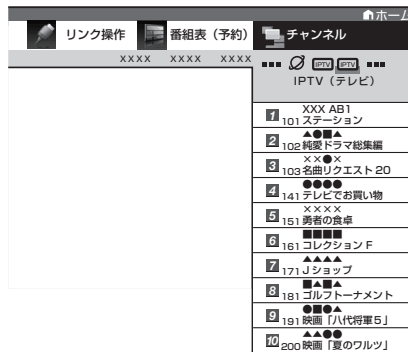 ホーム
リンク操作 番組表（予約） チャンネル
×××× ×××× ××××
IPTV IPTV
IPTV（テレビ）
1 XXX AB1
101 ステーション
2 ▲●■▲
102 純愛ドラマ総集編
3 ××●×
103 名曲リクエスト 20
4 ●●●●
141 テレビでお買い物
5 ××××
151 勇者の食卓
6 ■■■■
161 コレクション F
7 ▲▲▲▲
171 Jショップ
8 ■▲■▲
181 ゴルフトーナメント
9 ●■●▲
191 映画「八代将軍5」
10 ▲▲●●
200 映画「夏のワルツ」